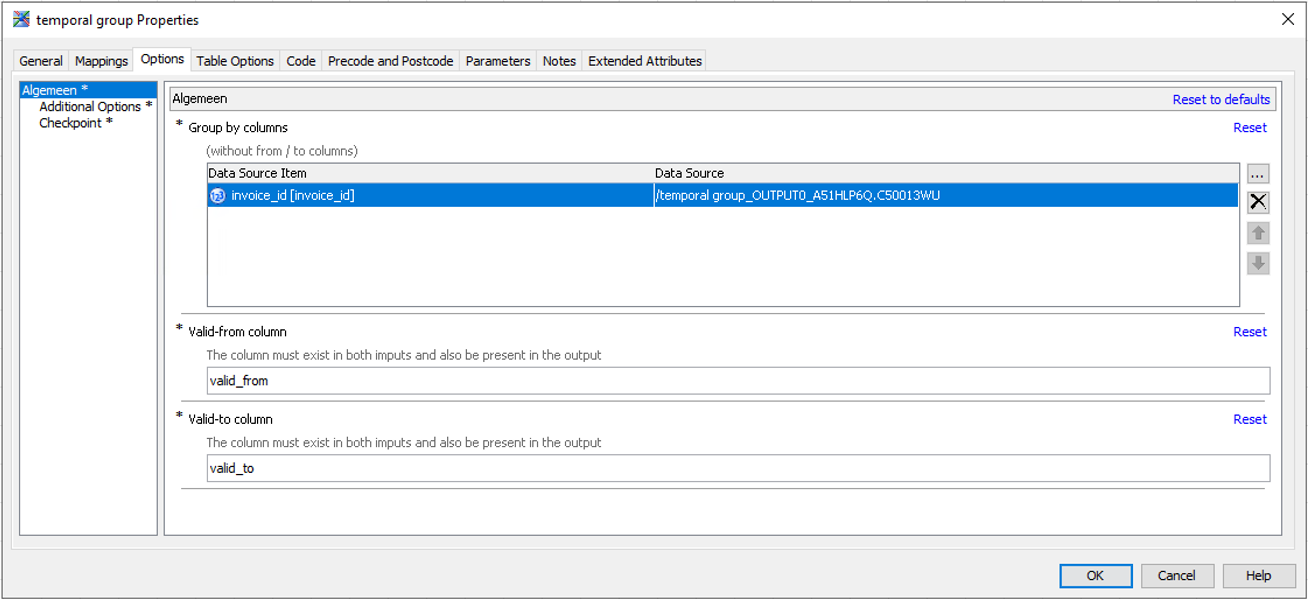 temporal group Properties
General Mappings Options Table Options Code Precode and Postcode Parameters Notes Extended Attributes
Algemeen *
Additional Options *
Checkpoint *
Algemeen Reset to defaults
* Group by columns Reset
(without from / to columns)
Data Source Item Data Source
invoice_id [invoice_id] /temporal group_OUTPUT0_A51HLP6Q.C50013WU
...
* Valid-from column Reset
The column must exist in both imputs and also be present in the output
valid_from
* Valid-to column Reset
The column must exist in both imputs and also be present in the output
valid_to
OK Cancel Help